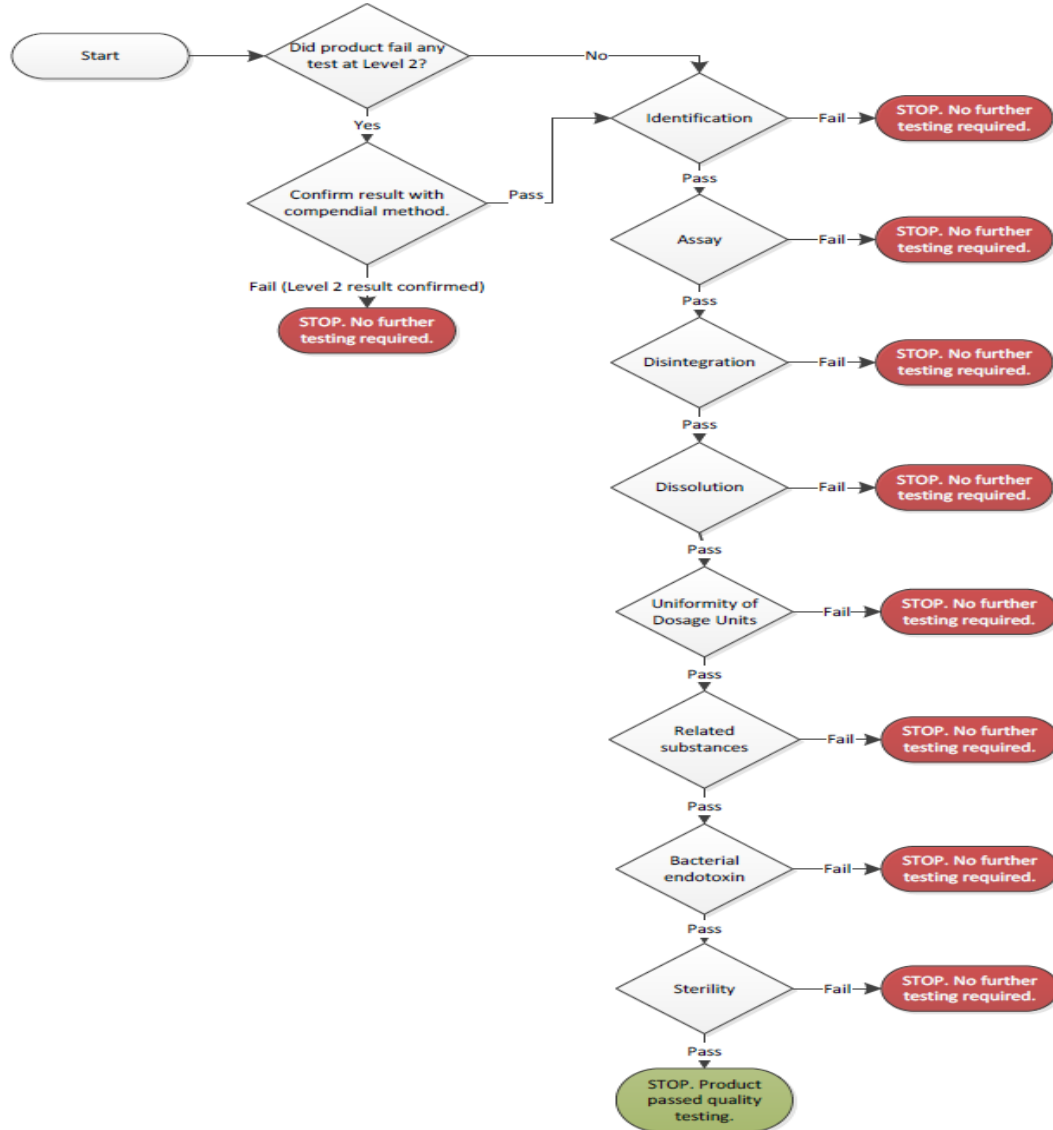 Start
Did product fail any
test at Level 2?
No
Yes
Confirm result with
compendial method.
Pass
Fail (Level 2 result confirmed)
STOP. No further
testing required.
Identification
Fail
STOP. No further
testing required.
Pass
Assay
Fail
STOP. No further
testing required.
Pass
Disintegration
Fail
STOP. No further
testing required.
Pass
Dissolution
Fail
STOP. No further
testing required.
Pass
Uniformity of
Dosage Units
Fail
STOP. No further
testing required.
Pass
Related
substances
Fail
STOP. No further
testing required.
Pass
Bacterial
endotoxin
Fail
STOP. No further
testing required.
Pass
Sterility
Fail
STOP. No further
testing required.
Pass
STOP. Product
passed quality
testing.